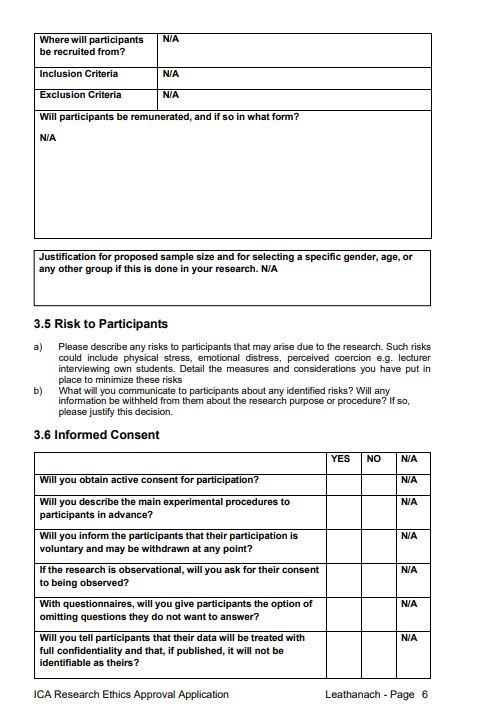 Where will participants N/A
be recruited from?
Inclusion Criteria N/A
Exclusion Criteria N/A
Will participants be remunerated, and if so in what form?
N/A
Justification for proposed sample size and for selecting a specific gender, age, or
any other group if this is done in your research. N/A
3.5 Risk to Participants
a) Please describe any risks to participants that may arise due to the research. Such risks
could include physical stress, emotional distress, perceived coercion e.g. lecturer
interviewing own students. Detail the measures and considerations you have put in
place to minimize these risks
b) What will you communicate to participants about any identified risks? Will any
information be withheld from them about the research purpose or procedure? If so,
please justify this decision.
3.6 Informed Consent
YES NO N/A
Will you obtain active consent for participation? N/A
Will you describe the main experimental procedures to N/A
participants in advance?
Will you inform the participants that their participation is N/A
voluntary and may be withdrawn at any point?
If the research is observational, will you ask for their consent N/A
to being observed?
With questionnaires, will you give participants the option of N/A
omitting questions they do not want to answer?
Will you tell participants that their data will be treated with N/A
full confidentiality and that, if published, it will not be
identifiable as theirs?
ICA Research Ethics Approval Application Leathanach - Page 6